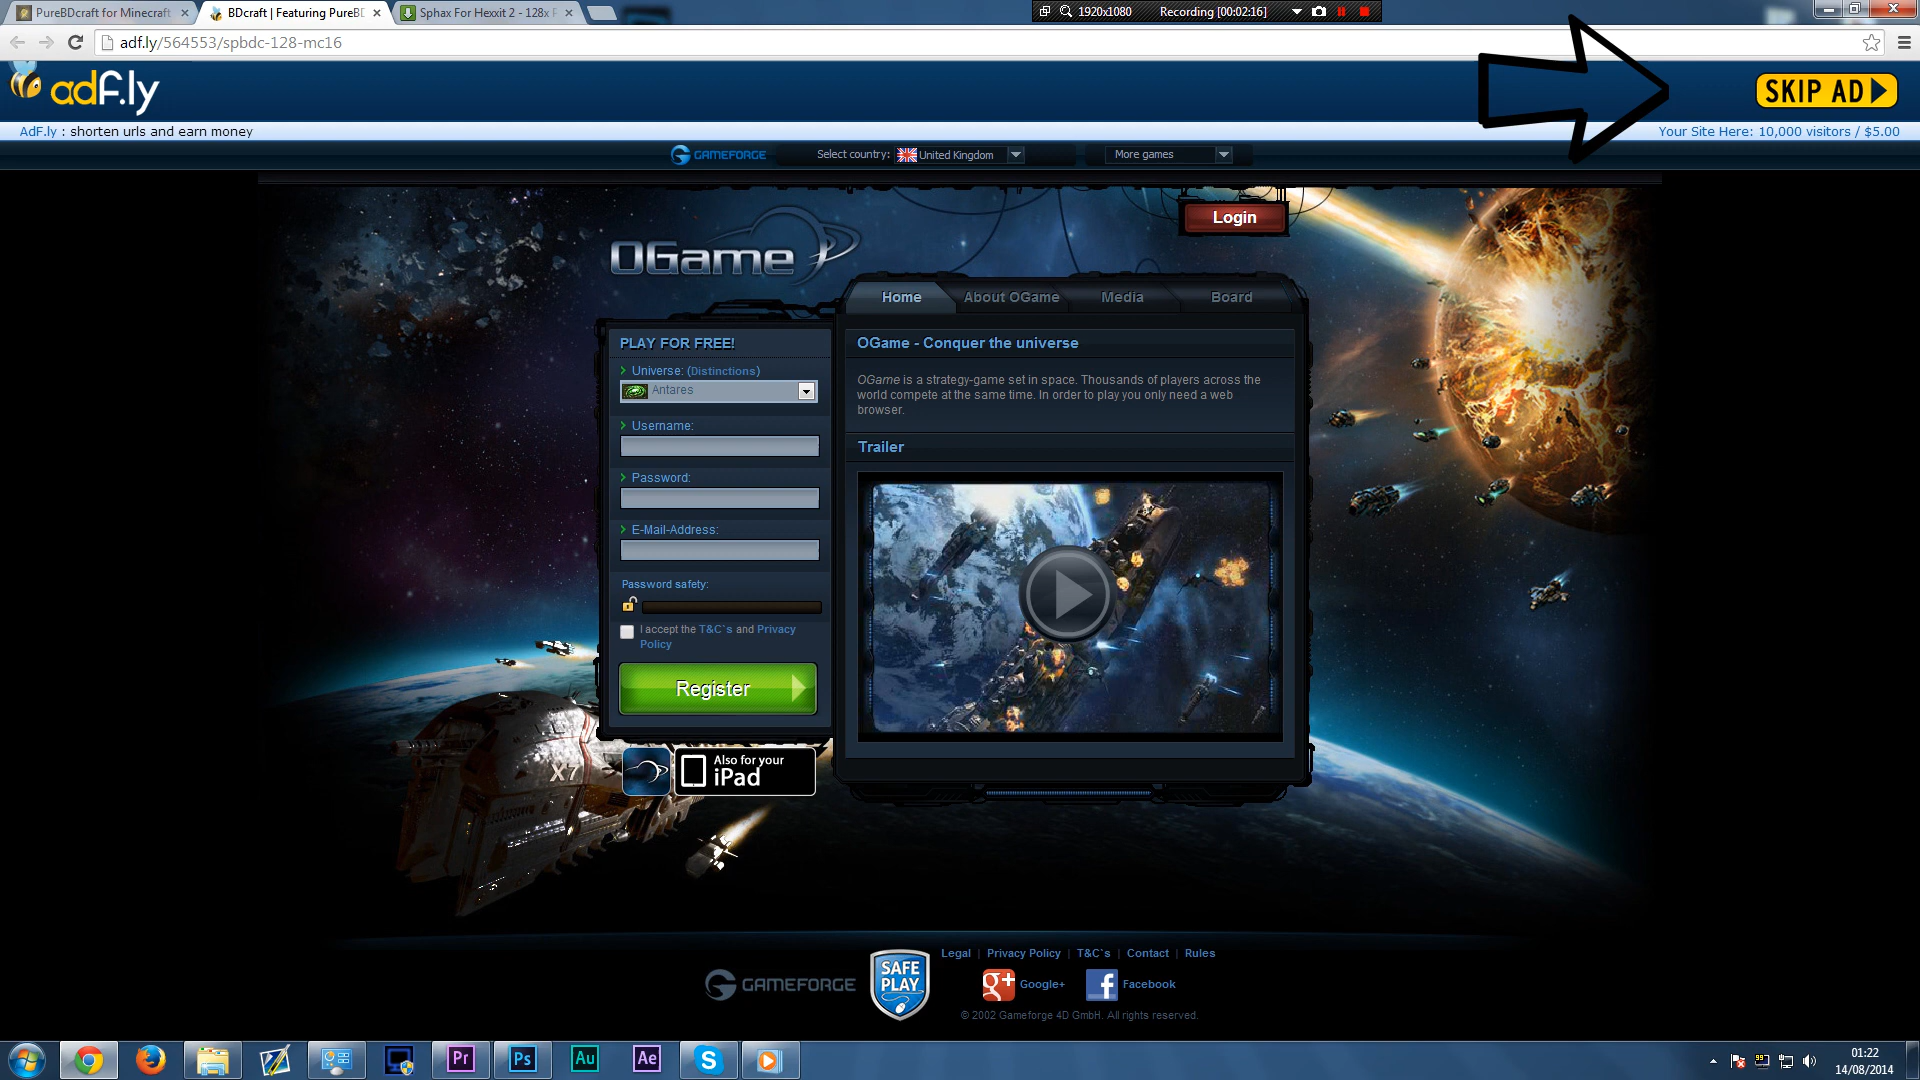 PureBDcraft for Minecraft
BDcraft | Featuring PureBD
Sphax For Hexxit 2 - 128x P
1920x1080
Recording [00:02:16]
adf.ly/564553/spbdc-128-mc16
adf.ly
SKIP AD
AdF.ly : shorten urls and earn money
Your Site Here: 10,000 visitors / $5.00
GAMEFORGE
Select country:
United Kingdom
More games
Login
OGame
Home
About OGame
Media
Board
PLAY FOR FREE!
Universe: (Distinctions)
Antares
Username:
Password:
E-Mail-Address:
Password safety:
I accept the T&C`s and Privacy
Policy
Register
Also for your
iPad
OGame - Conquer the universe
OGame is a strategy-game set in space. Thousands of players across the
world compete at the same time. In order to play you only need a web
browser.
Trailer
X7
GAMEFORGE
SAFE
PLAY
Legal | Privacy Policy | T&C`s | Contact | Rules
g+
Google+
f
Facebook
© 2002 Gameforge 4D GmbH. All rights reserved.
Pr
Ps
Au
Ae
S
99
01:22
14/08/2014